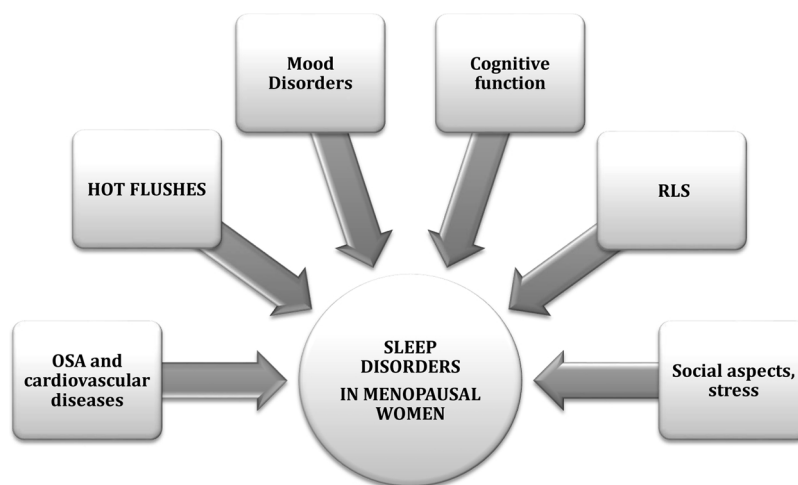 Mood
Disorders
Cognitive
function
HOT FLUSHES
RLS
OSA and
cardiovascular
diseases
SLEEP
DISORDERS
IN MENOPAUSAL
WOMEN
Social aspects,
stress